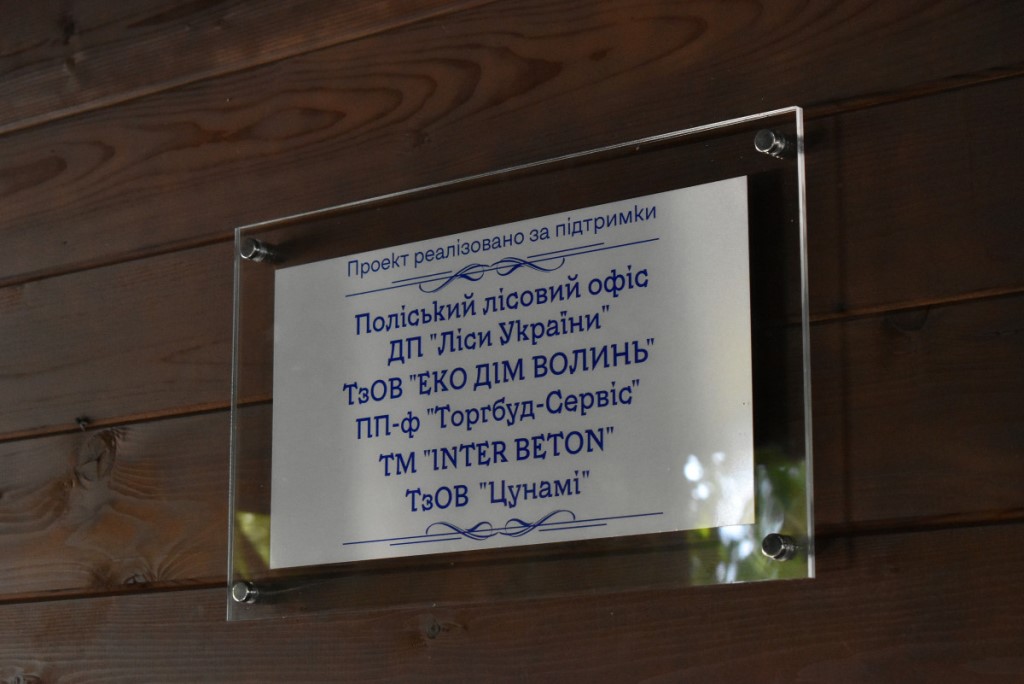 Проект реалізовано за підтримки
Поліський лісовий офіс
ДП "Ліси України"
ТзОВ "ЕКО ДІМ ВОЛИНЬ"
ПП-ф "Торгбуд-Сервіс"
ТМ "INTER BETON"
ТзОВ "Цунамі"